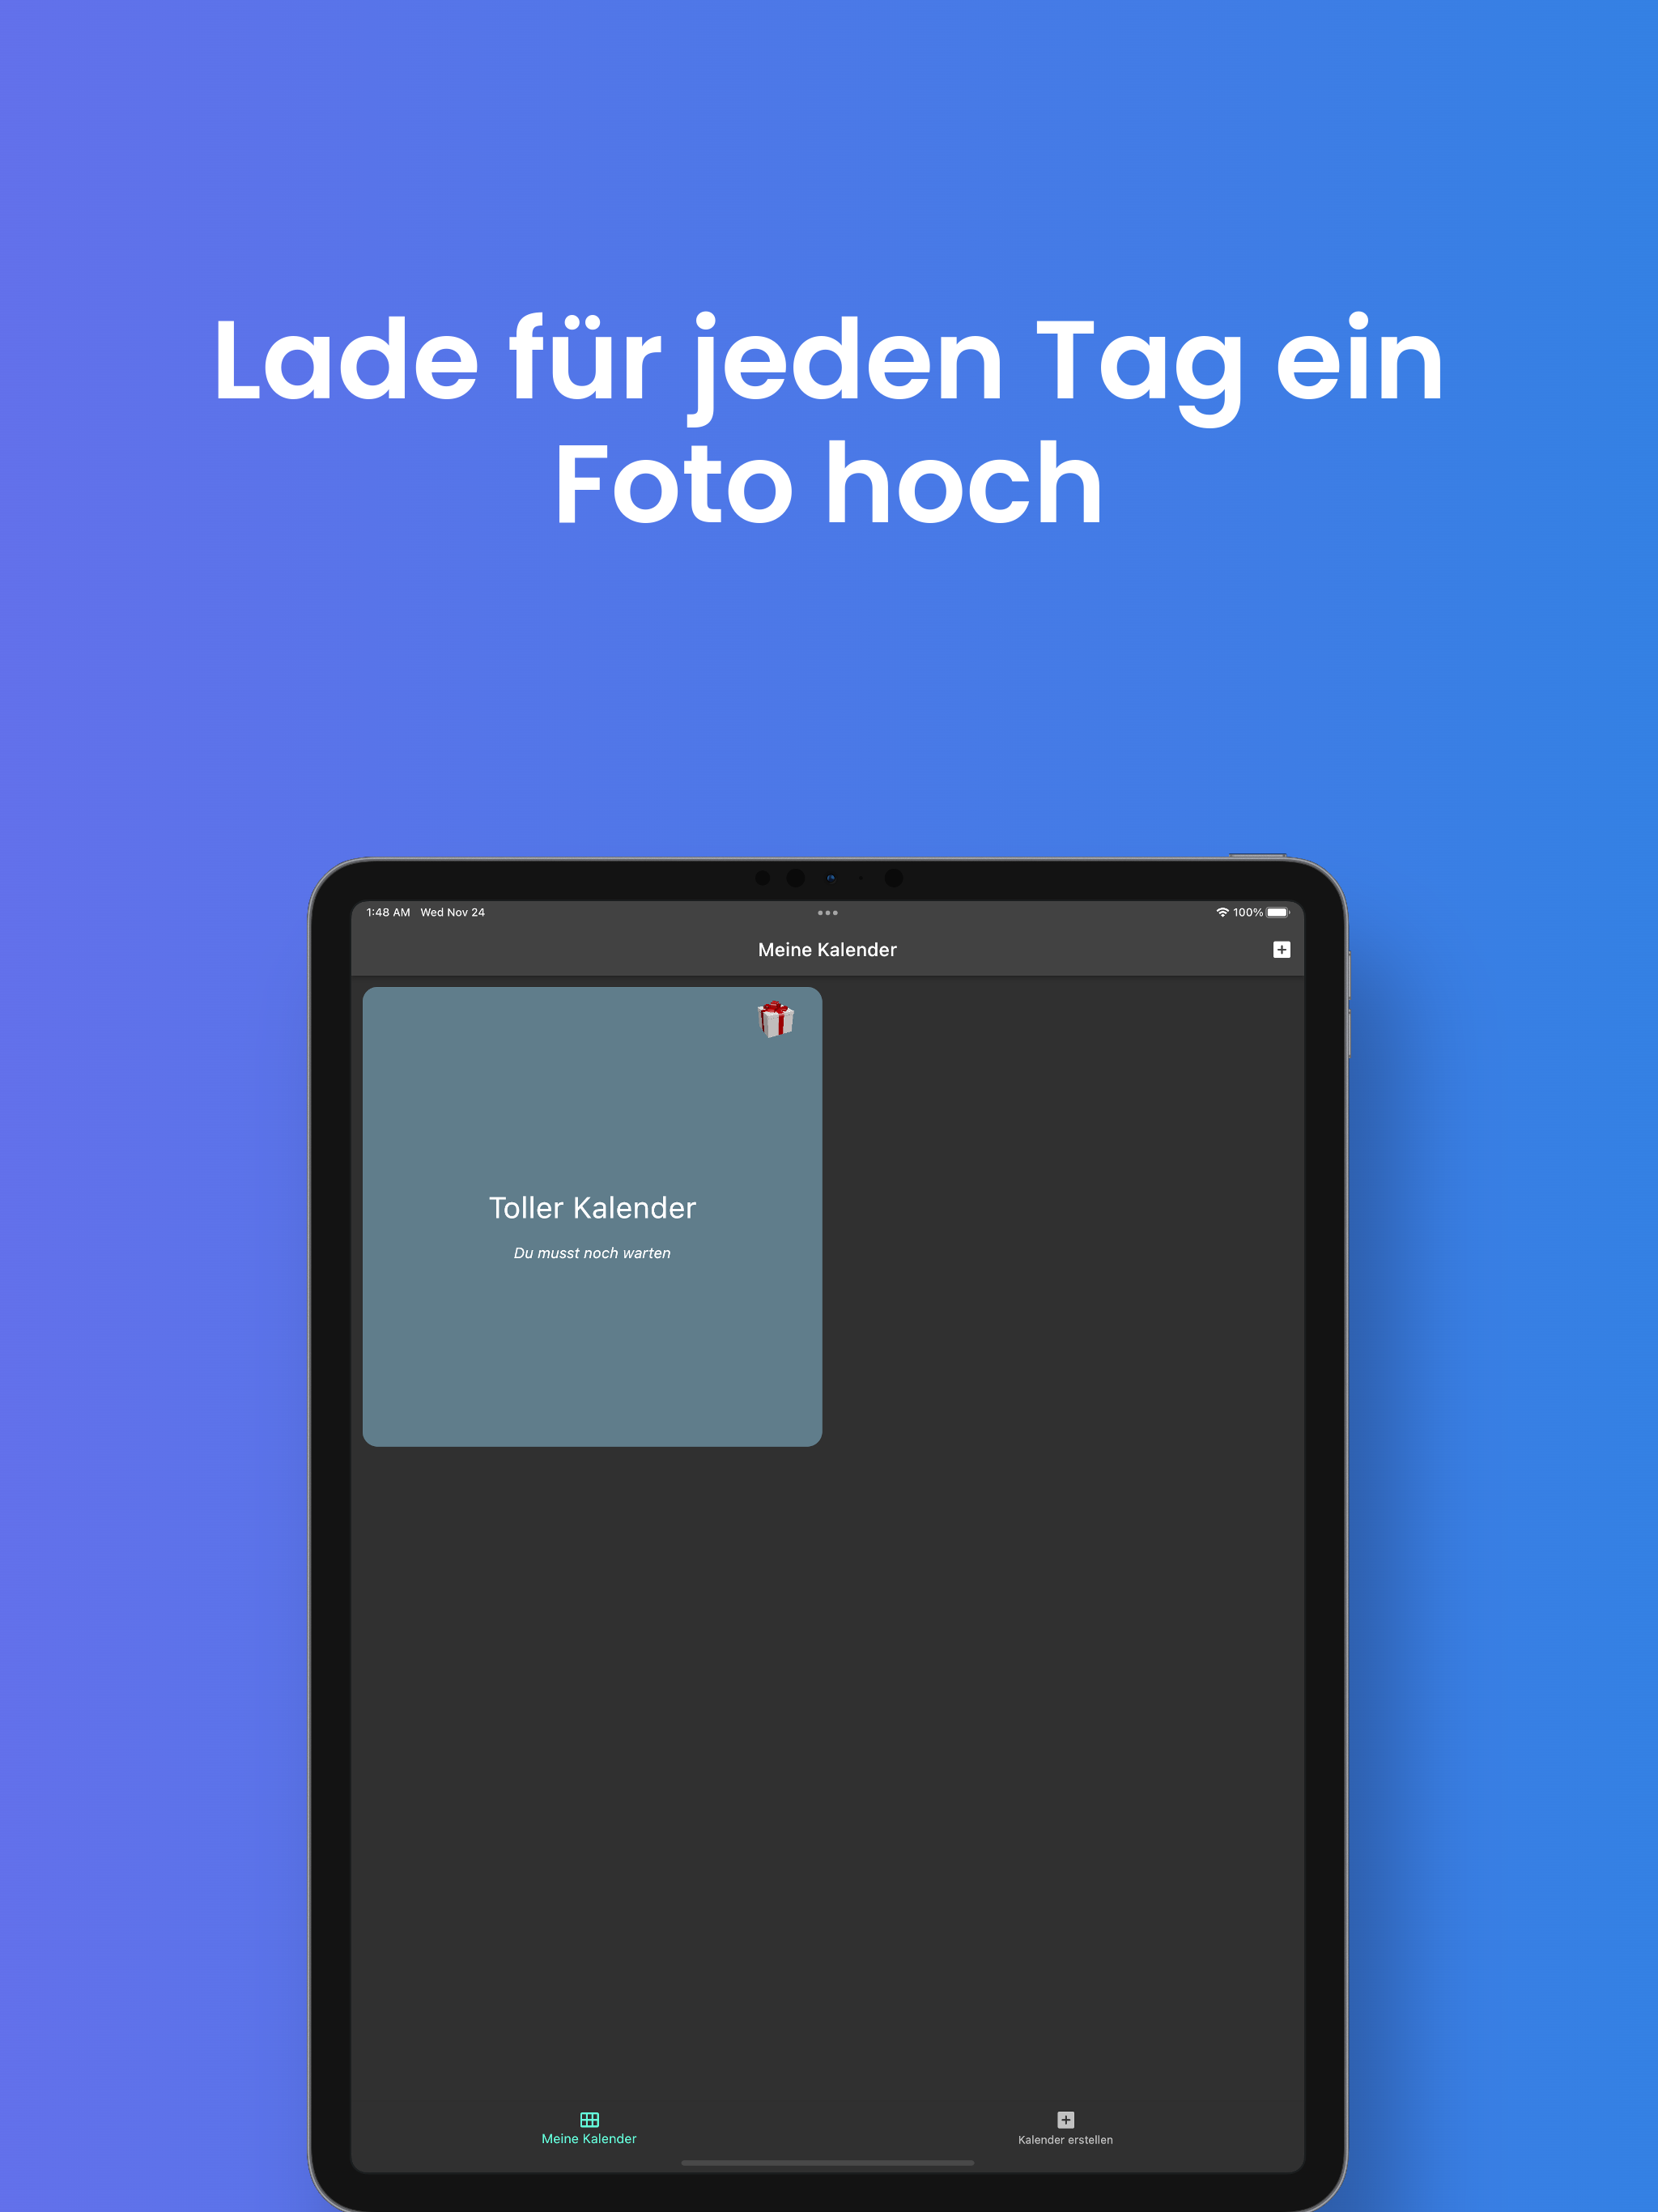 Lade für jeden Tag ein
Foto hoch
1:48 AM Wed Nov 24
100%
Meine Kalender
Toller Kalender
Du musst noch warten
Meine Kalender
Kalender erstellen